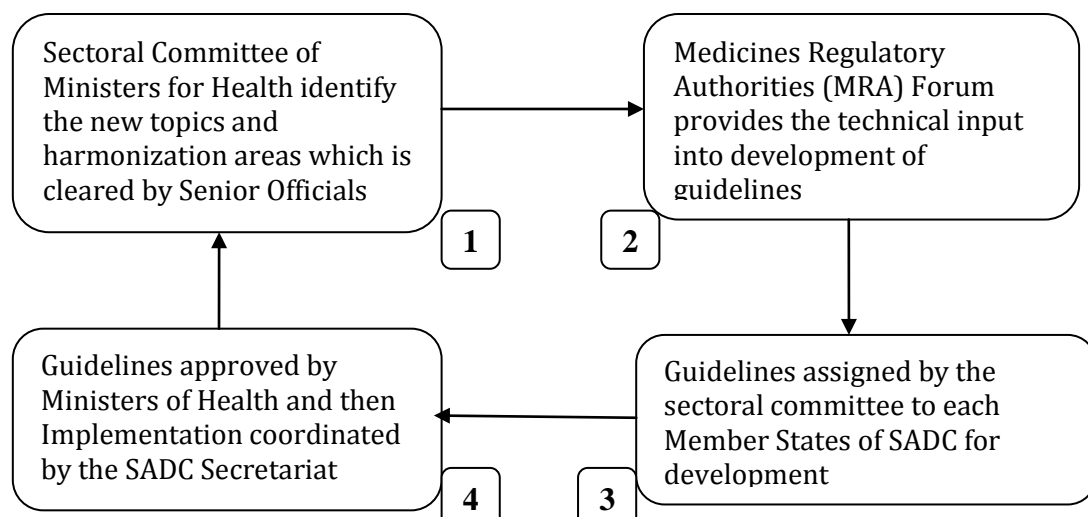 Sectoral Committee of
Ministers for Health identify
the new topics and
harmonization areas which is
cleared by Senior Officials
1
Medicines Regulatory
Authorities (MRA) Forum
provides the technical input
into development of
guidelines
2
Guidelines assigned by the
sectoral committee to each
Member States of SADC for
development
3
Guidelines approved by
Ministers of Health and then
Implementation coordinated
by the SADC Secretariat
4